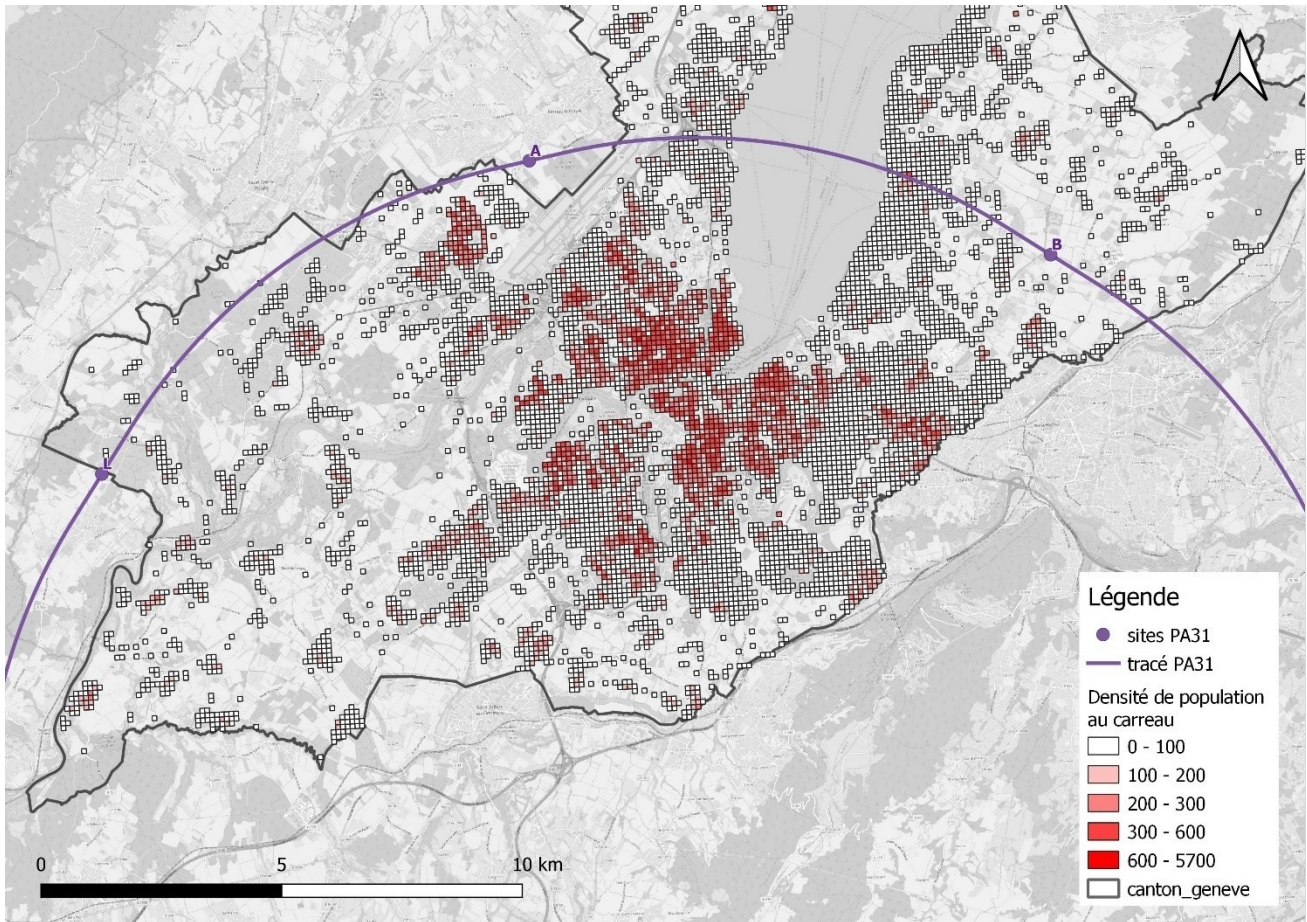 A
B
L
Légende
sites PA31
tracé PA31
Densité de population
au carreau
0 - 100
100 - 200
200 - 300
300 - 600
600 - 5700
canton_geneve
0 5 10 km